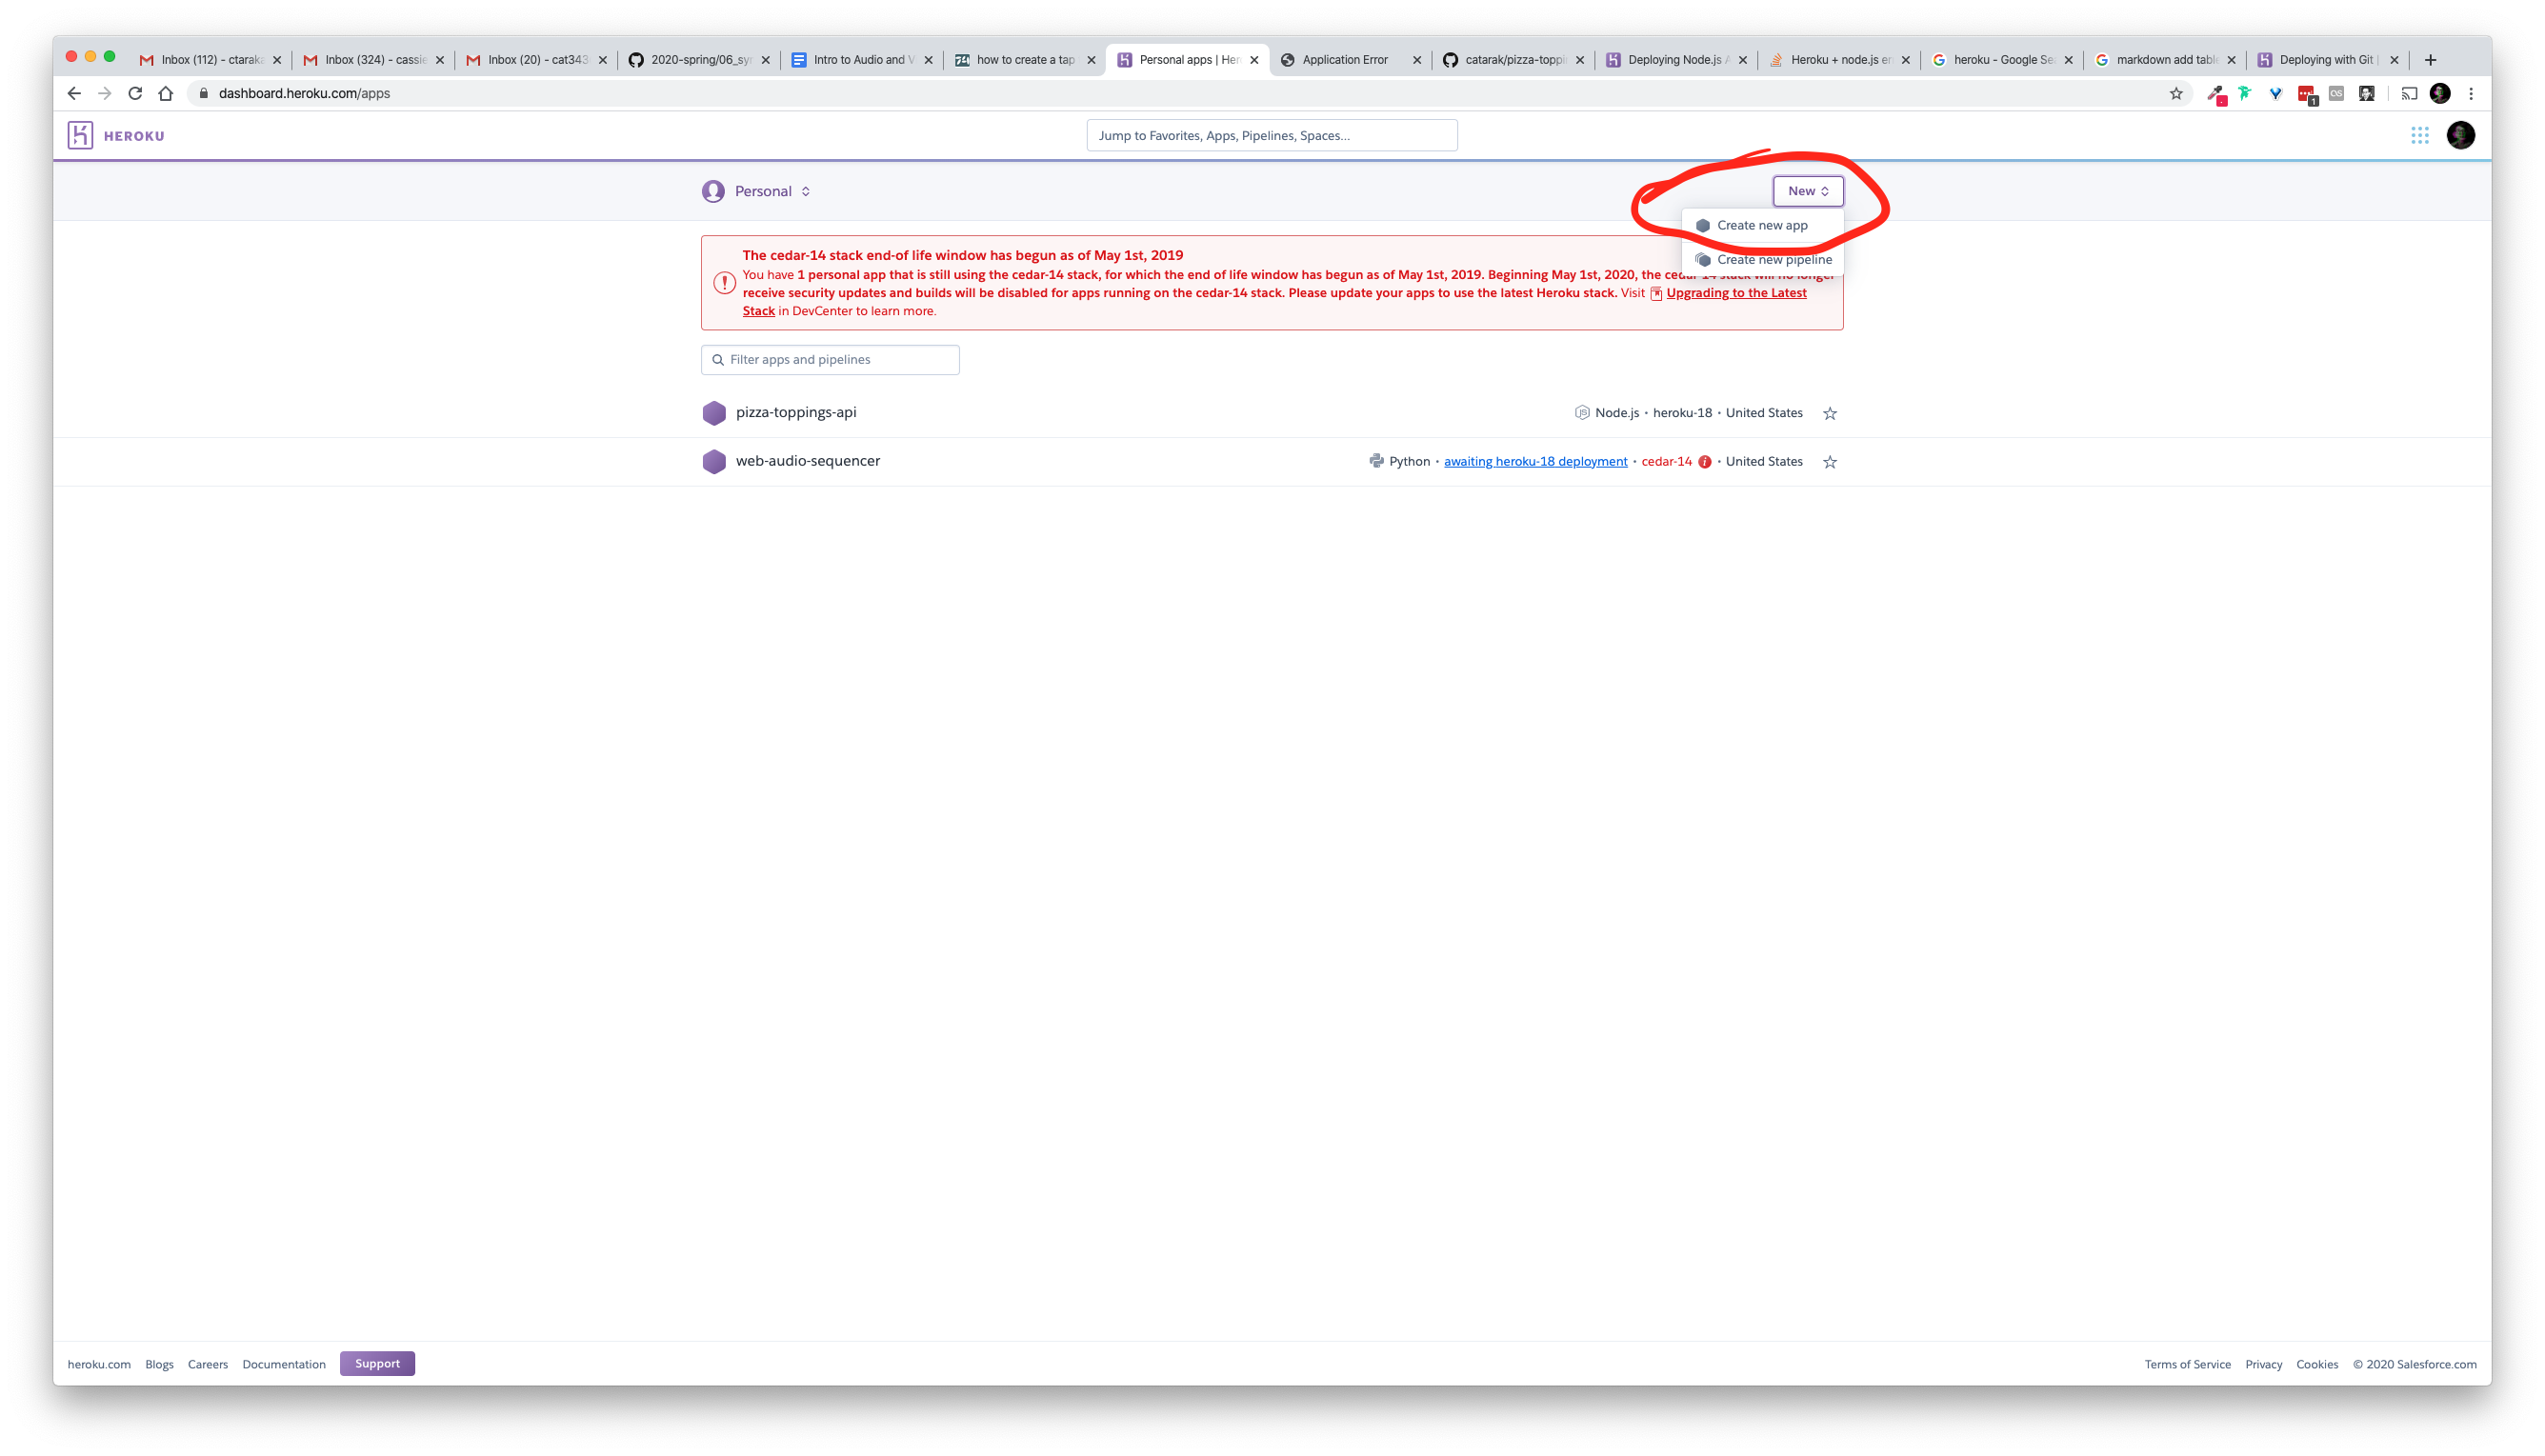 Inbox (112) - ctarak
Inbox (324) - cassie
Inbox (20) - cat343
2020-spring/06_sy
Intro to Audio and V
how to create a tap
Personal apps | Her
Application Error
catarak/pizza-toppi
Deploying Node.js A
Heroku + node.js er
heroku - Google Se
markdown add table
Deploying with Git |
dashboard.heroku.com/apps
1
HEROKU
Jump to Favorites, Apps, Pipelines, Spaces...
Personal
New
Create new app
Create new pipeline
The cedar-14 stack end-of life window has begun as of May 1st, 2019
You have 1 personal app that is still using the cedar-14 stack, for which the end of life window has begun as of May 1st, 2019. Beginning May 1st, 2020, the cedar-14 stack will no longer
receive security updates and builds will be disabled for apps running on the cedar-14 stack. Please update your apps to use the latest Heroku stack. Visit Upgrading to the Latest
Stack in DevCenter to learn more.
Filter apps and pipelines
pizza-toppings-api
Node.js • heroku-18 • United States
web-audio-sequencer
Python • awaiting heroku-18 deployment • cedar-14 • United States
heroku.com Blogs Careers Documentation Support
Terms of Service Privacy Cookies © 2020 Salesforce.com